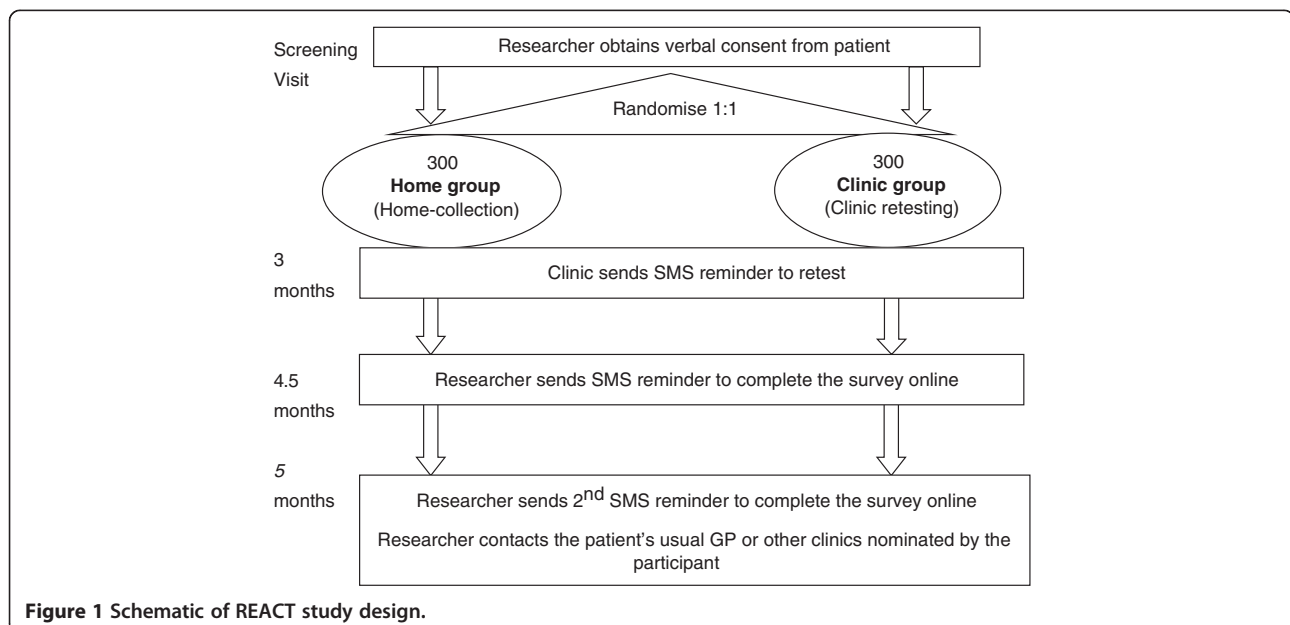 Screening
Visit
Researcher obtains verbal consent from patient
Randomise 1:1
300
Home group
(Home-collection)
300
Clinic group
(Clinic retesting)
3
months
Clinic sends SMS reminder to retest
4.5
months
Researcher sends SMS reminder to complete the survey online
5
months
Researcher sends 2nd SMS reminder to complete the survey online
Researcher contacts the patient's usual GP or other clinics nominated by the
participant
Figure 1 Schematic of REACT study design.